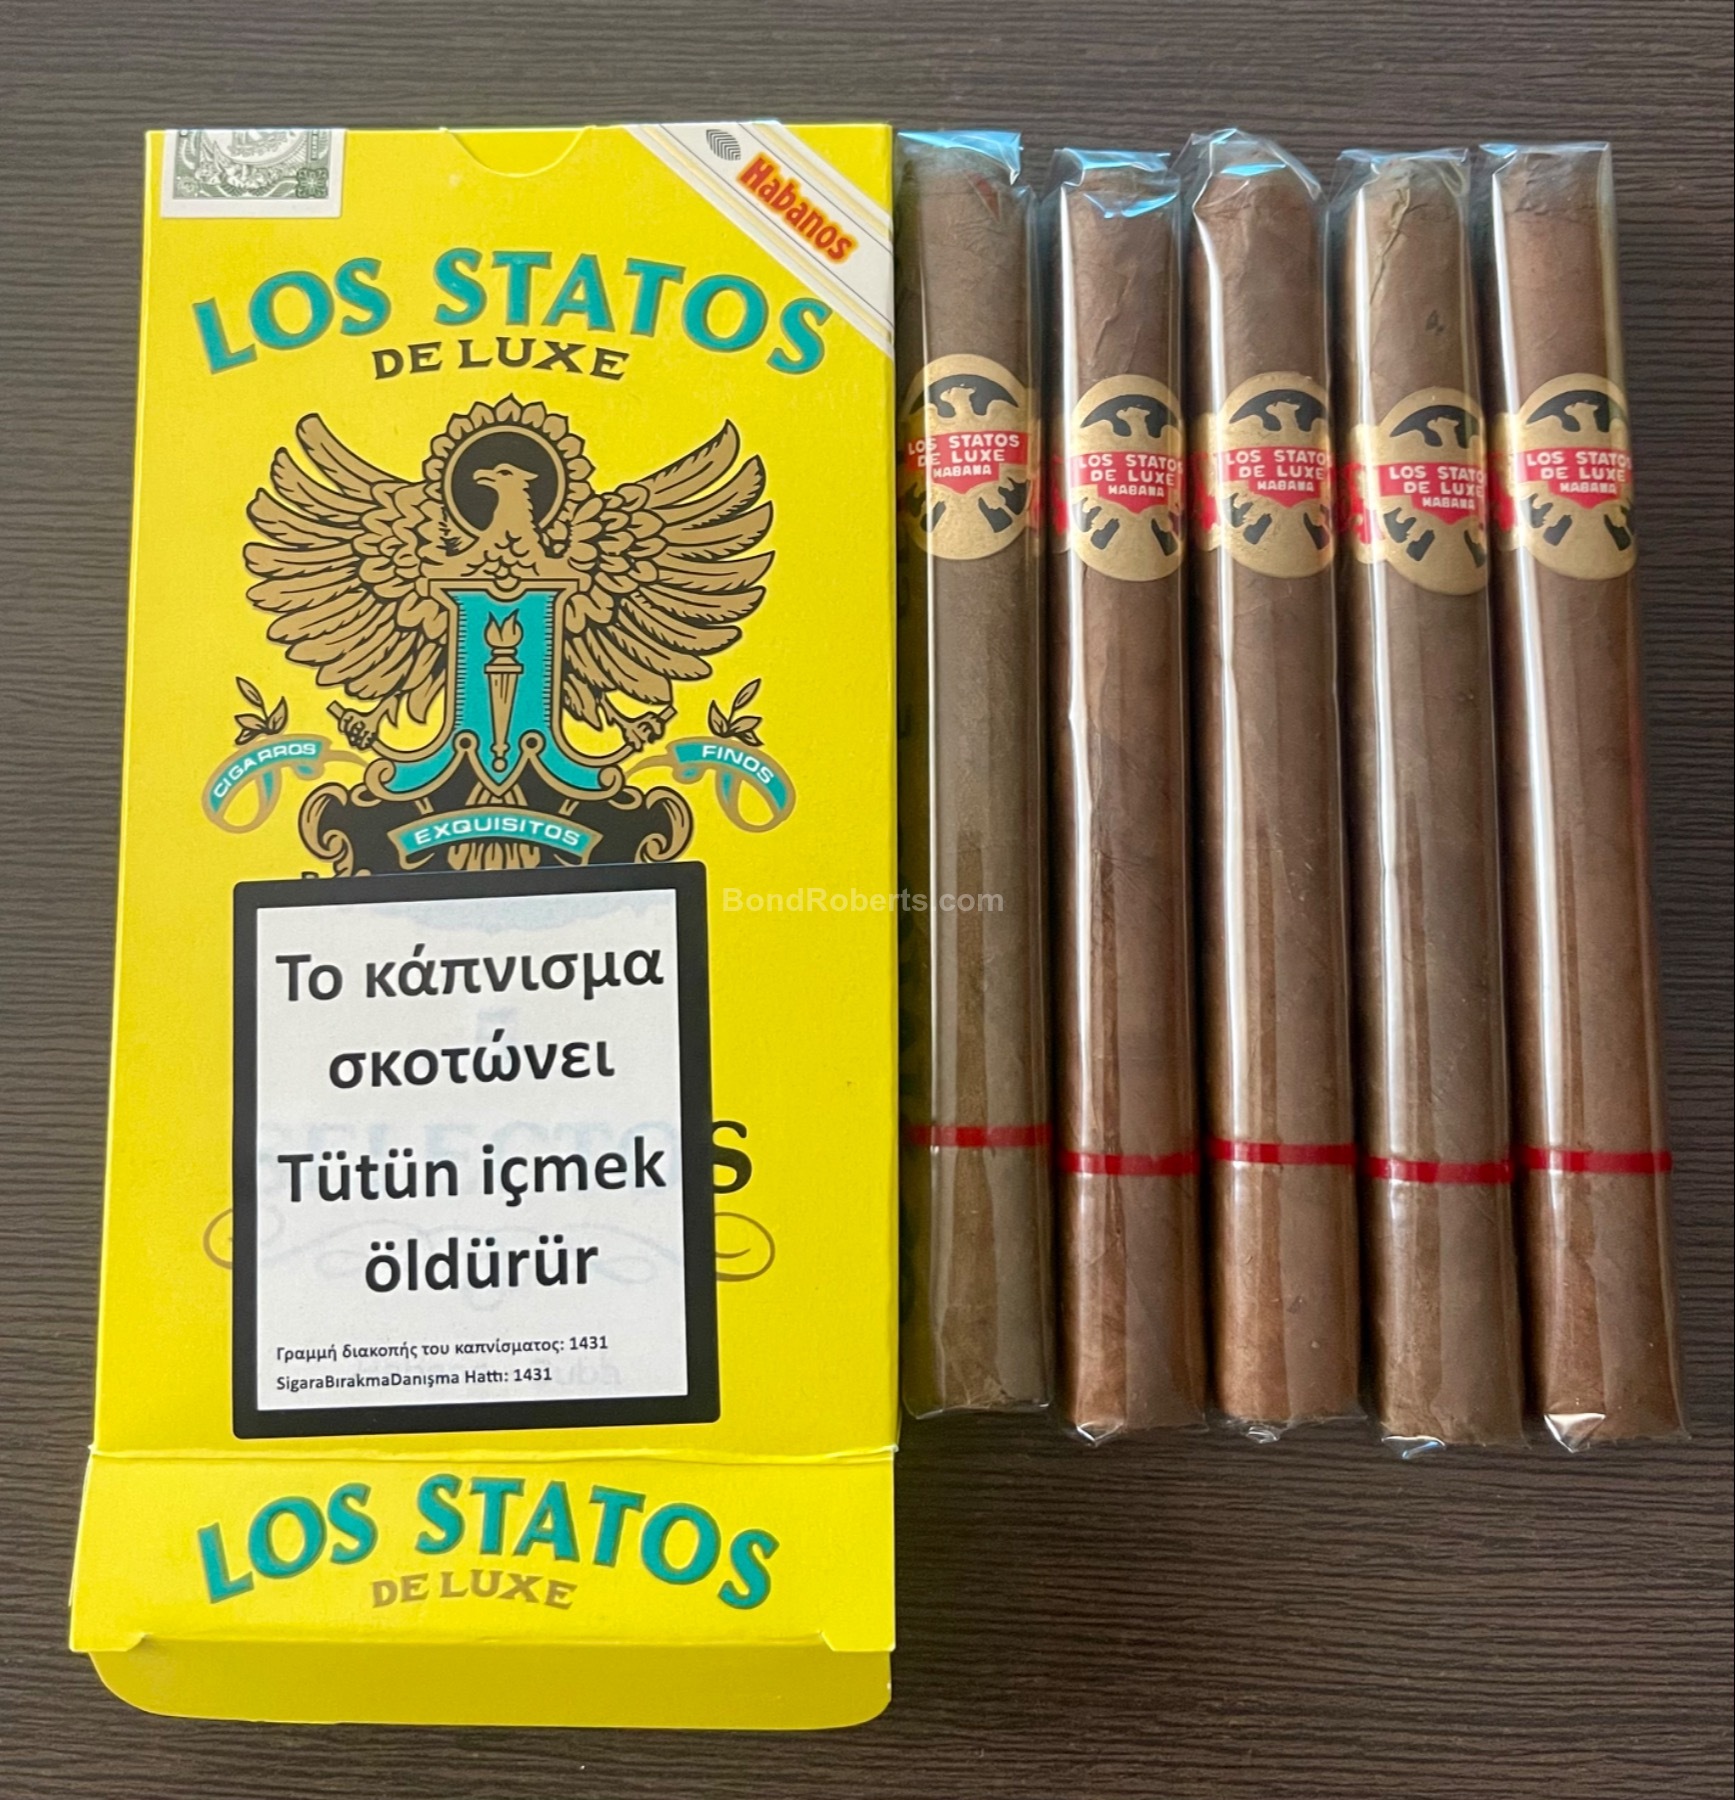 Habanos
LOS STATOS
DE LUXE
CIGARROS
FINOS
EXQUISITOS
Το κάπνισμα
σκοτώνει
Tütün içmek
öldürür
Γραμμή διακοπής του καπνίσματος: 1431
SigaraBırakmaDanışma Hattı: 1431
LOS STATOS
DE LUXE
LOS STATOS
DE LUXE
HABANA
LOS STATOS
DE LUXE
HABANA
LOS STATOS
DE LUXE
HABANA
LOS STATOS
DE LUXE
HABANA
LOS STATOS
DE LUXE
HABANA
BondRoberts.com